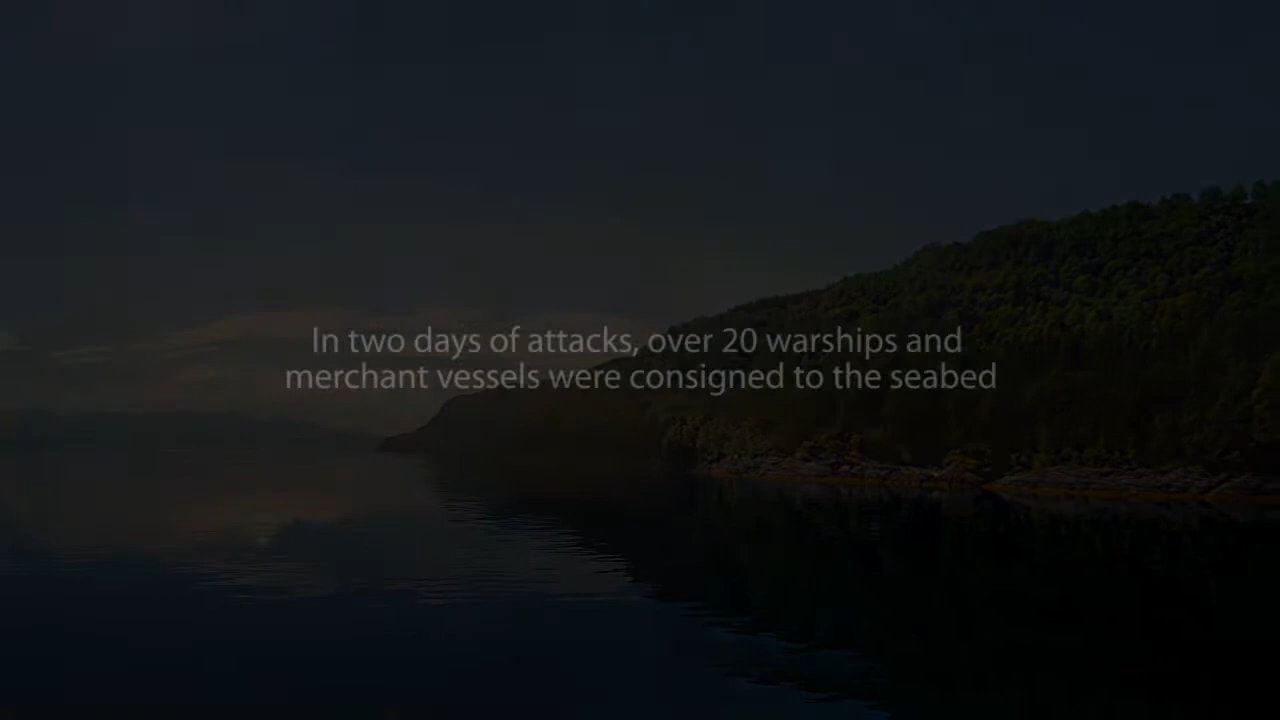 In two days of attacks, over 20 warships and
merchant vessels were consigned to the seabed